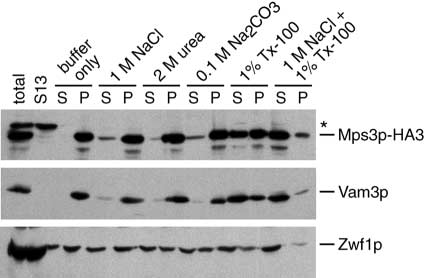 total
S13
buffer only
1 M NaCl
2 M urea
0.1 M Na2CO3
1% Tx-100
1 M NaCl + 1% Tx-100
S P S P S P S P S P S P
*
Mps3p-HA3
Vam3p
Zwf1p